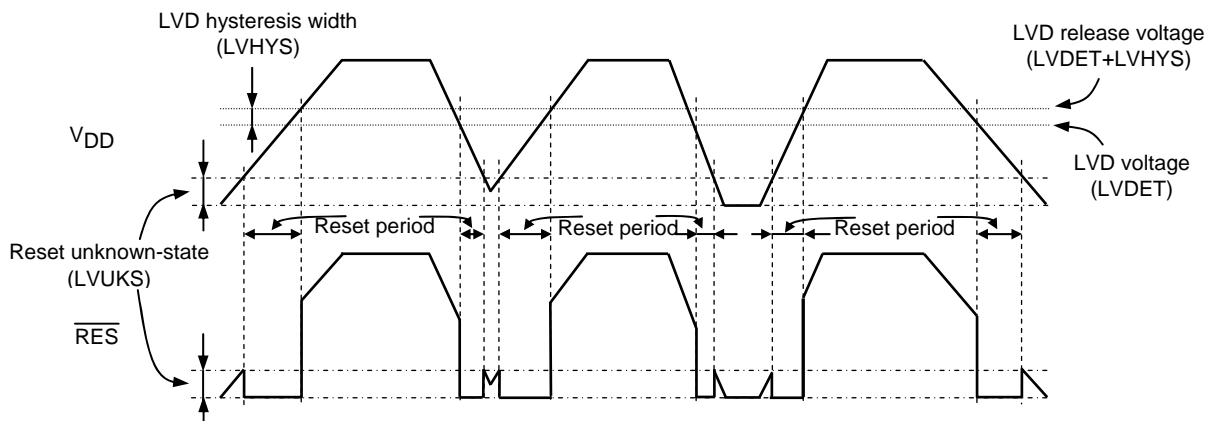 LVD hysteresis width
(LVHYS)
LVD release voltage
(LVDET+LVHYS)
VDD
LVD voltage
(LVDET)
Reset period
Reset period
Reset period
Reset unknown-state
(LVUKS)
RES